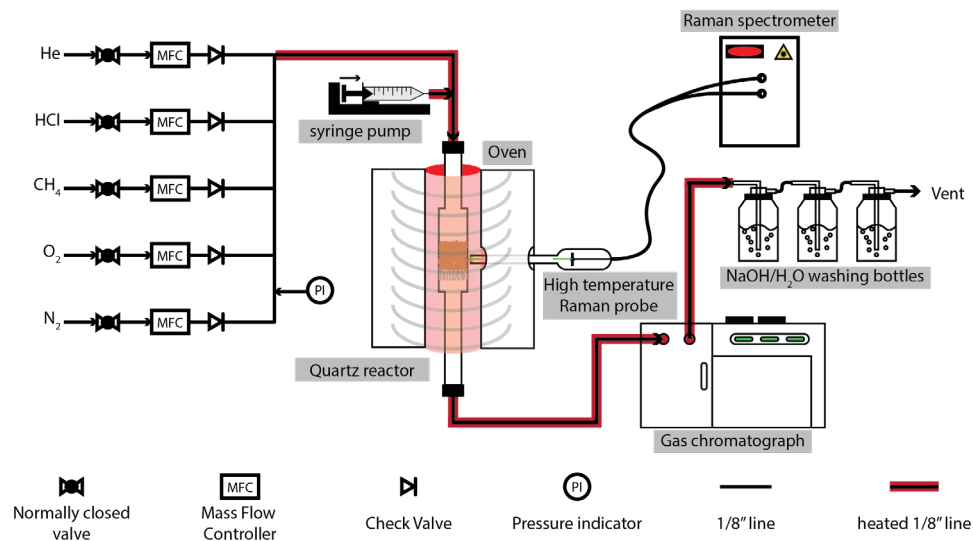 Raman spectrometer
He
MFC
syringe pump
HCl
MFC
Oven
CH4
MFC
Vent
O2
MFC
NaOH/H2O washing bottles
High temperature
Raman probe
PI
N2
MFC
Quartz reactor
Gas chromatograph
MFC
PI
Normally closed
valve
Mass Flow
Controller
Check Valve
Pressure indicator
1/8” line
heated 1/8” line